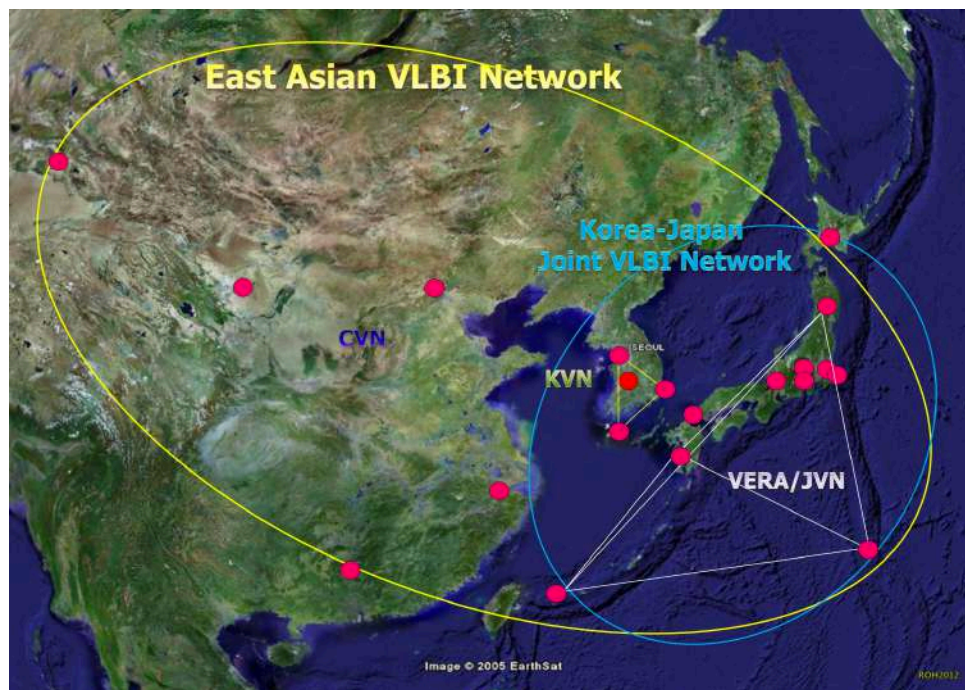 East Asian VLBI Network
Korea-Japan
Joint VLBI Network
CVN
SEOUL
KVN
VERA/JVN
Image © 2005 EarthSat
ROH2012